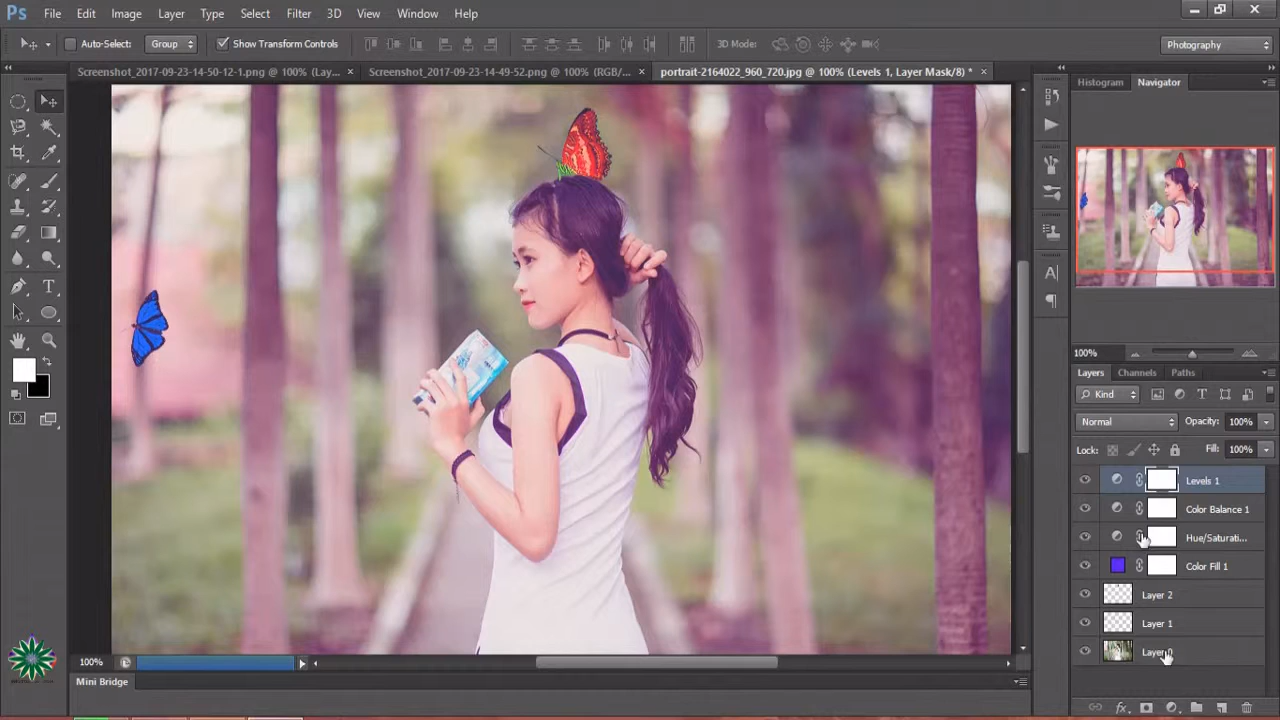 Ps File Edit Image Layer Type Select Filter 3D View Window Help
Auto-Select: Group Show Transform Controls 3D Mode: Photography
Screenshot_2017-09-23-14-50-12-1.png @ 100% (Lay... × Screenshot_2017-09-23-14-49-52.png @ 100% (RGB/... × portrait-2164022_960_720.jpg @ 100% (Levels 1, Layer Mask/8) * ×
Histogram Navigator
100%
Layers Channels Paths
Kind
Normal Opacity: 100%
Lock: Fill: 100%
Levels 1
Color Balance 1
Hue/Saturati...
Color Fill 1
Layer 2
Layer 1
Layer 0
100%
Mini Bridge